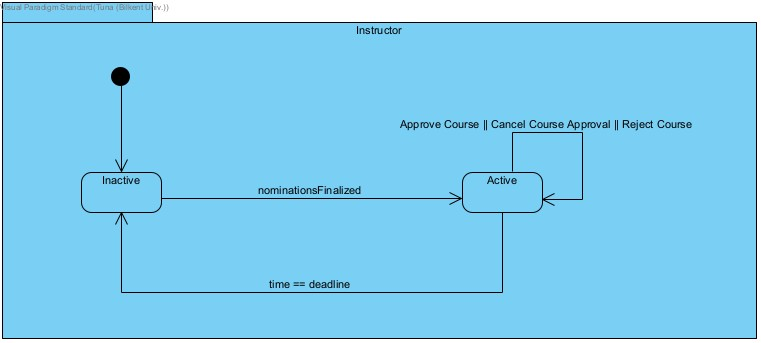 Visual Paradigm Standard(Tuna (Bilkent Univ.))
Instructor
Approve Course || Cancel Course Approval || Reject Course
Inactive
Active
nominationsFinalized
time == deadline